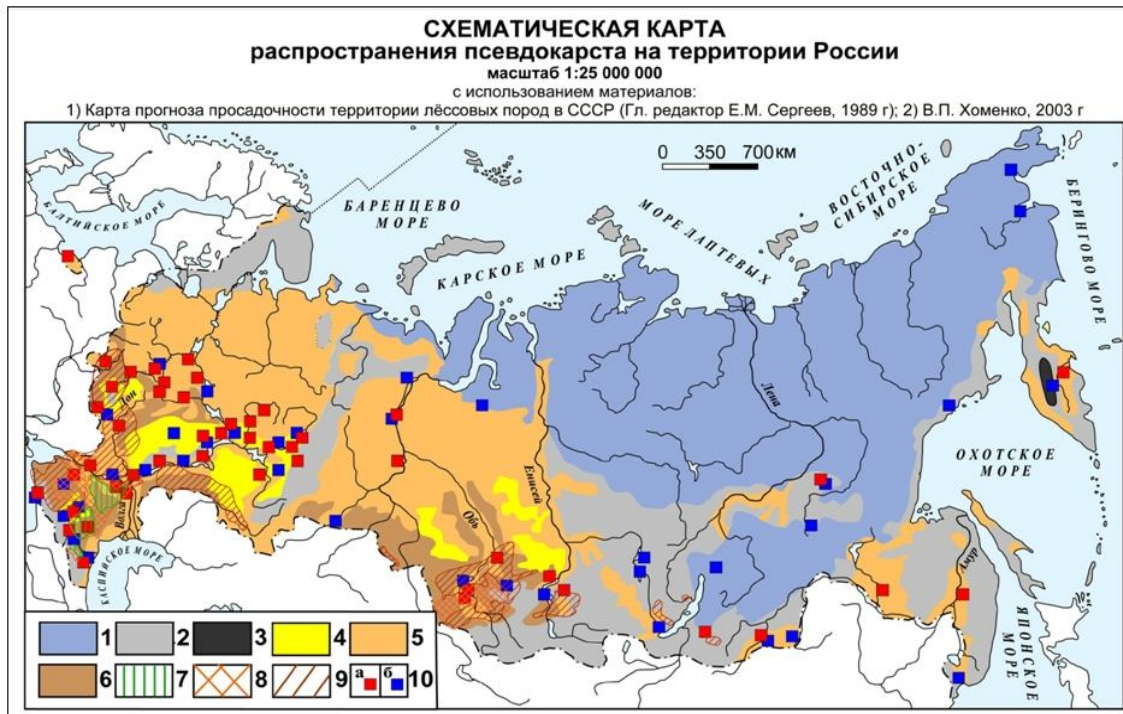 СХЕМАТИЧЕСКАЯ КАРТА
распространения псевдокарста на территории России
масштаб 1:25 000 000
с использованием материалов:
1) Карта прогноза просадочности территории лёссовых пород в СССР (Гл. редактор Е.М. Сергеев, 1989 г); 2) В.П. Хоменко, 2003 г
0 350 700 км
БАЛТИЙСКОЕ МОРЕ
БАРЕНЦЕВО
МОРЕ
КАРСКОЕ МОРЕ
МОРЕ ЛАПТЕВЫХ
ВОСТОЧНО-
СИБИРСКОЕ
МОРЕ
БЕРИНГОВО МОРЕ
ОХОТСКОЕ
МОРЕ
ЯПОНСКОЕ
МОРЕ
КАСПИЙСКОЕ МОРЕ
Дон
Волга
Обь
Енисей
Лена
Амур
1 2 3 4 5
6 7 8 9 а б 10